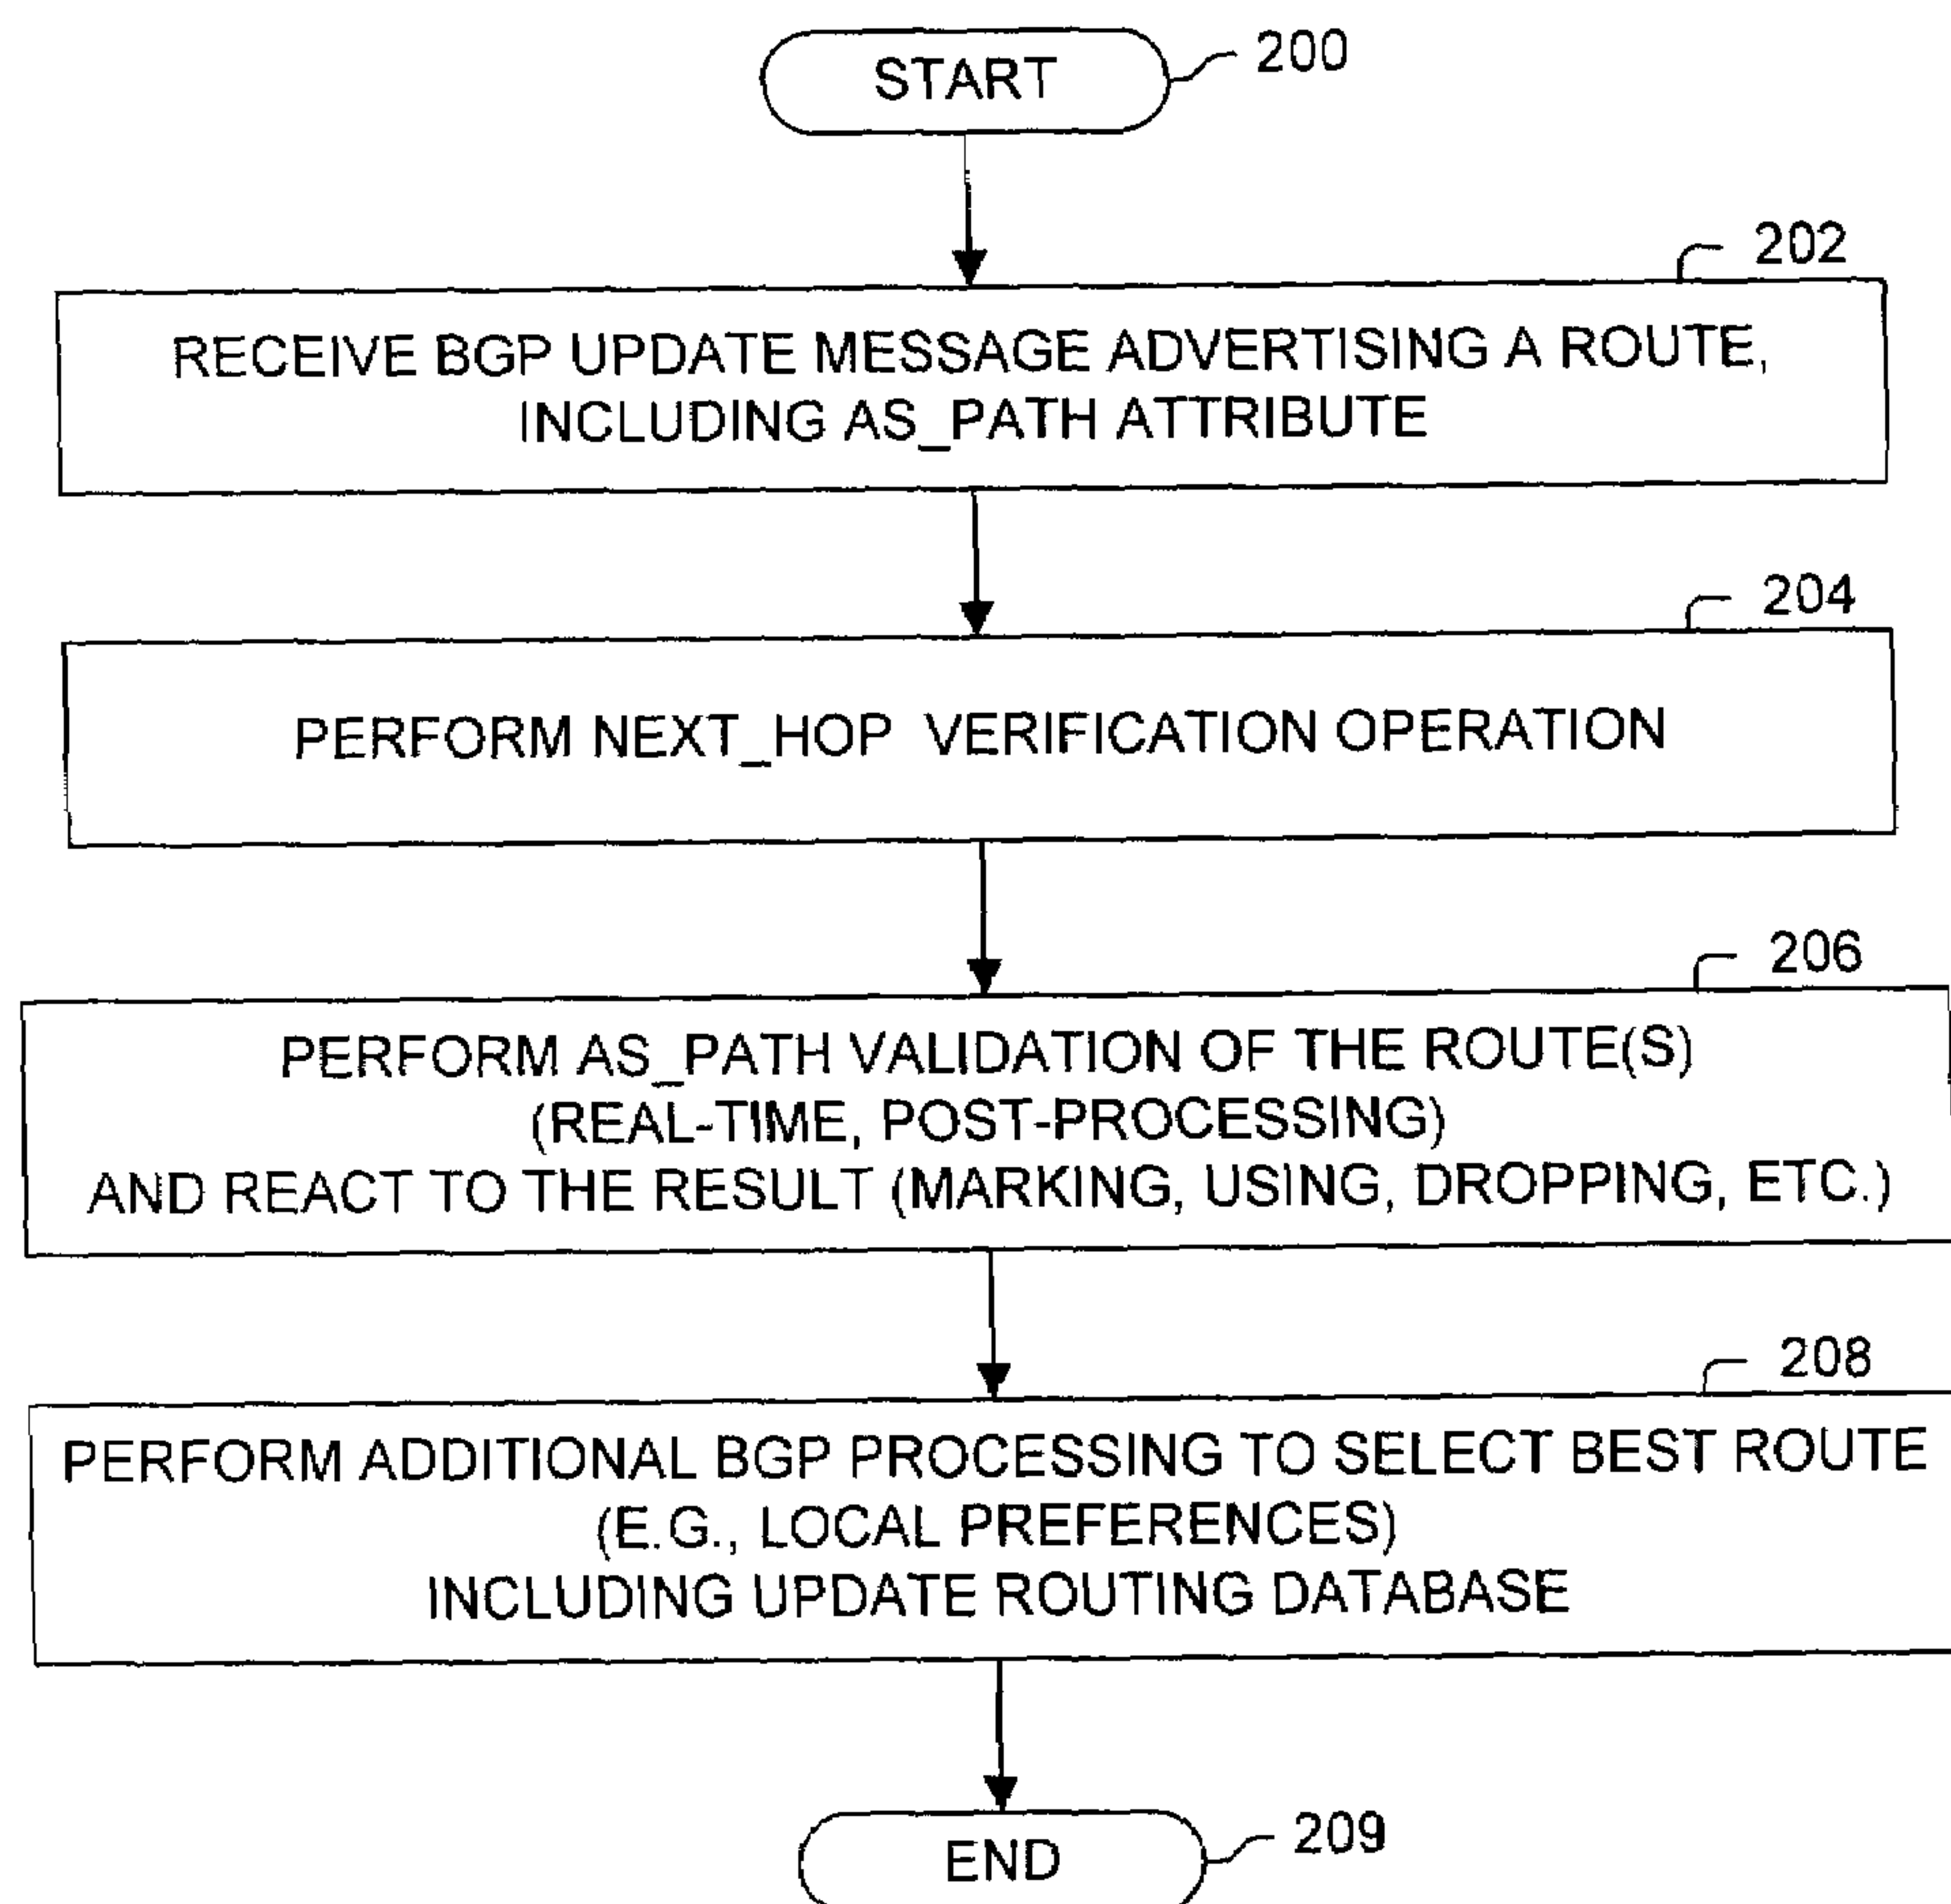 START
200
202
RECEIVE BGP UPDATE MESSAGE ADVERTISING A ROUTE,
INCLUDING AS_PATH ATTRIBUTE
204
PERFORM NEXT_HOP VERIFICATION OPERATION
206
PERFORM AS_PATH VALIDATION OF THE ROUTE(S)
(REAL-TIME, POST-PROCESSING)
AND REACT TO THE RESULT (MARKING, USING, DROPPING, ETC.)
208
PERFORM ADDITIONAL BGP PROCESSING TO SELECT BEST ROUTE
(E.G., LOCAL PREFERENCES)
INCLUDING UPDATE ROUTING DATABASE
END
209